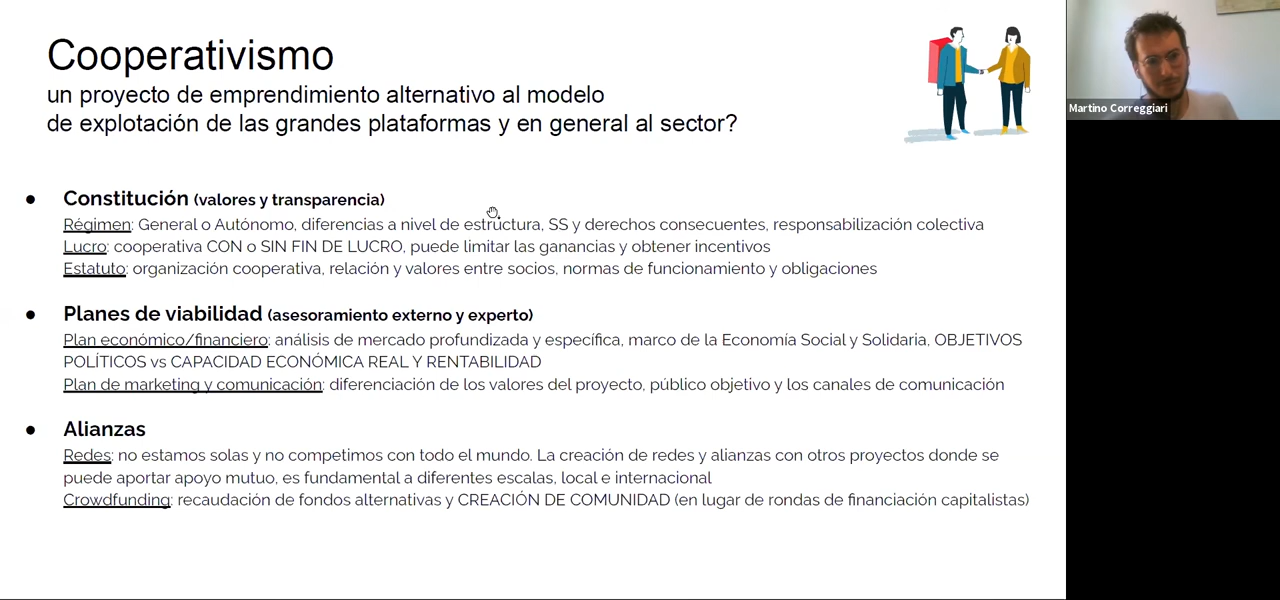 Cooperativismo
un proyecto de emprendimiento alternativo al modelo
de explotación de las grandes plataformas y en general al sector?
Martino Correggiari
● Constitución (valores y transparencia)
Régimen: General o Autónomo, diferencias a nivel de estructura, SS y derechos consecuentes, responsabilización colectiva
Lucro: cooperativa CON o SIN FIN DE LUCRO, puede limitar las ganancias y obtener incentivos
Estatuto: organización cooperativa, relación y valores entre socios, normas de funcionamiento y obligaciones
● Planes de viabilidad (asesoramiento externo y experto)
Plan económico/financiero: análisis de mercado profundizada y específica, marco de la Economía Social y Solidaria, OBJETIVOS
POLÍTICOS vs CAPACIDAD ECONÓMICA REAL Y RENTABILIDAD
Plan de marketing y comunicación: diferenciación de los valores del proyecto, público objetivo y los canales de comunicación
● Alianzas
Redes: no estamos solas y no competimos con todo el mundo. La creación de redes y alianzas con otros proyectos donde se
puede aportar apoyo mutuo, es fundamental a diferentes escalas, local e internacional
Crowdfunding: recaudación de fondos alternativas y CREACIÓN DE COMUNIDAD (en lugar de rondas de financiación capitalistas)